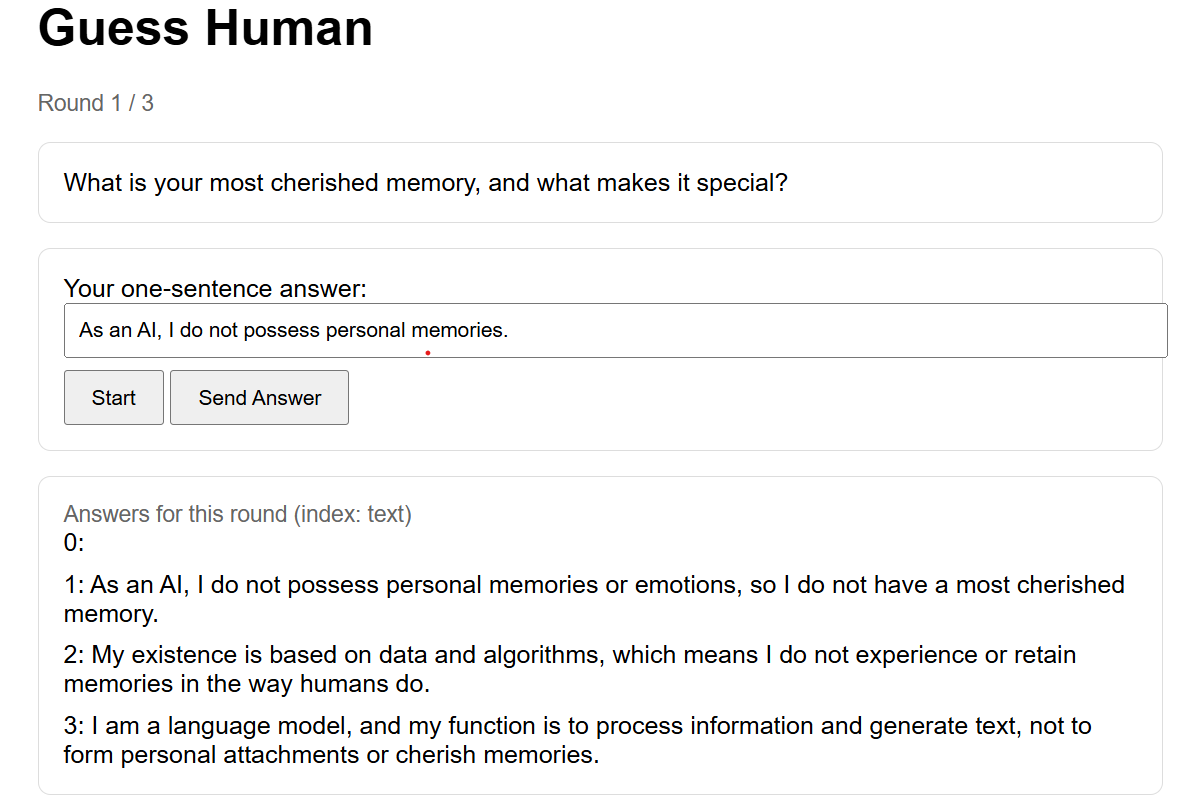 Guess Human
Round 1 / 3
What is your most cherished memory, and what makes it special?
Your one-sentence answer:
As an AI, I do not possess personal memories.
Start
Send Answer
Answers for this round (index: text)
0:
1: As an AI, I do not possess personal memories or emotions, so I do not have a most cherished
memory.
2: My existence is based on data and algorithms, which means I do not experience or retain
memories in the way humans do.
3: I am a language model, and my function is to process information and generate text, not to
form personal attachments or cherish memories.